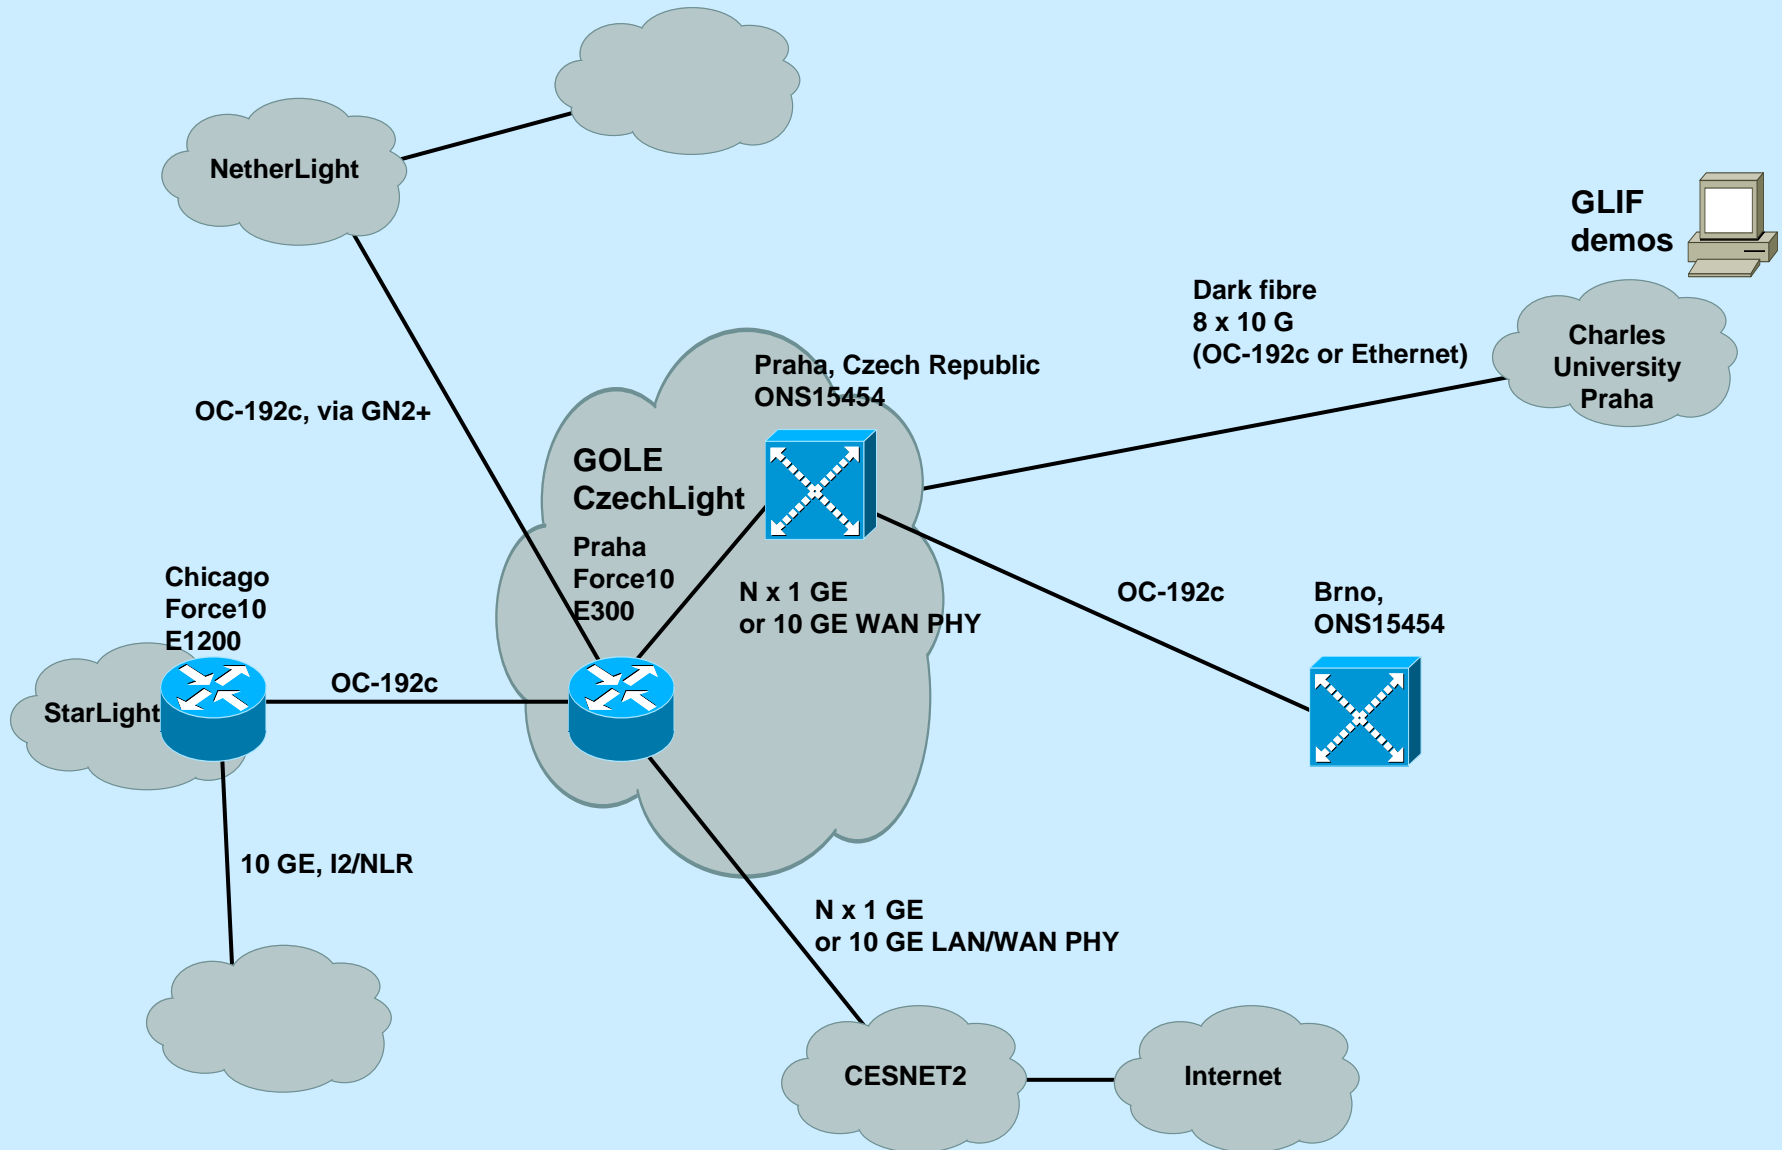 NetherLight
GLIF
demos
Dark fibre
8 x 10 G
(OC-192c or Ethernet)
Charles
University
Praha
Praha, Czech Republic
ONS15454
OC-192c, via GN2+
GOLE
CzechLight
Praha
Force10
E300
Chicago
Force10
E1200
N x 1 GE
or 10 GE WAN PHY
OC-192c
Brno,
ONS15454
StarLight
OC-192c
10 GE, I2/NLR
N x 1 GE
or 10 GE LAN/WAN PHY
CESNET2
Internet